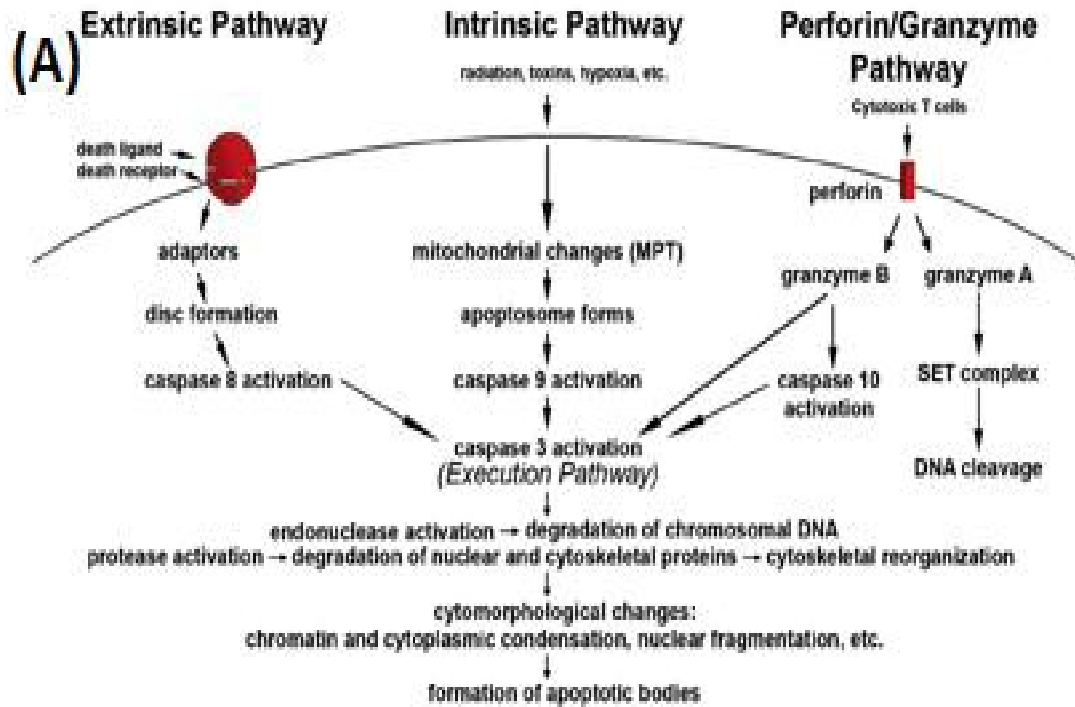 (A)
Extrinsic Pathway
Intrinsic Pathway
Perforin/Granzyme
Pathway
radiation, toxins, hypoxia, etc.
Cytotoxic T cells
death ligand
death receptor
perforin
adaptors
mitochondrial changes (MPT)
granzyme B
granzyme A
disc formation
apoptosome forms
caspase 8 activation
caspase 9 activation
caspase 10
activation
SET complex
caspase 3 activation
(Execution Pathway)
DNA cleavage
endonuclease activation → degradation of chromosomal DNA
protease activation → degradation of nuclear and cytoskeletal proteins → cytoskeletal reorganization
cytomorphological changes:
chromatin and cytoplasmic condensation, nuclear fragmentation, etc.
formation of apoptotic bodies